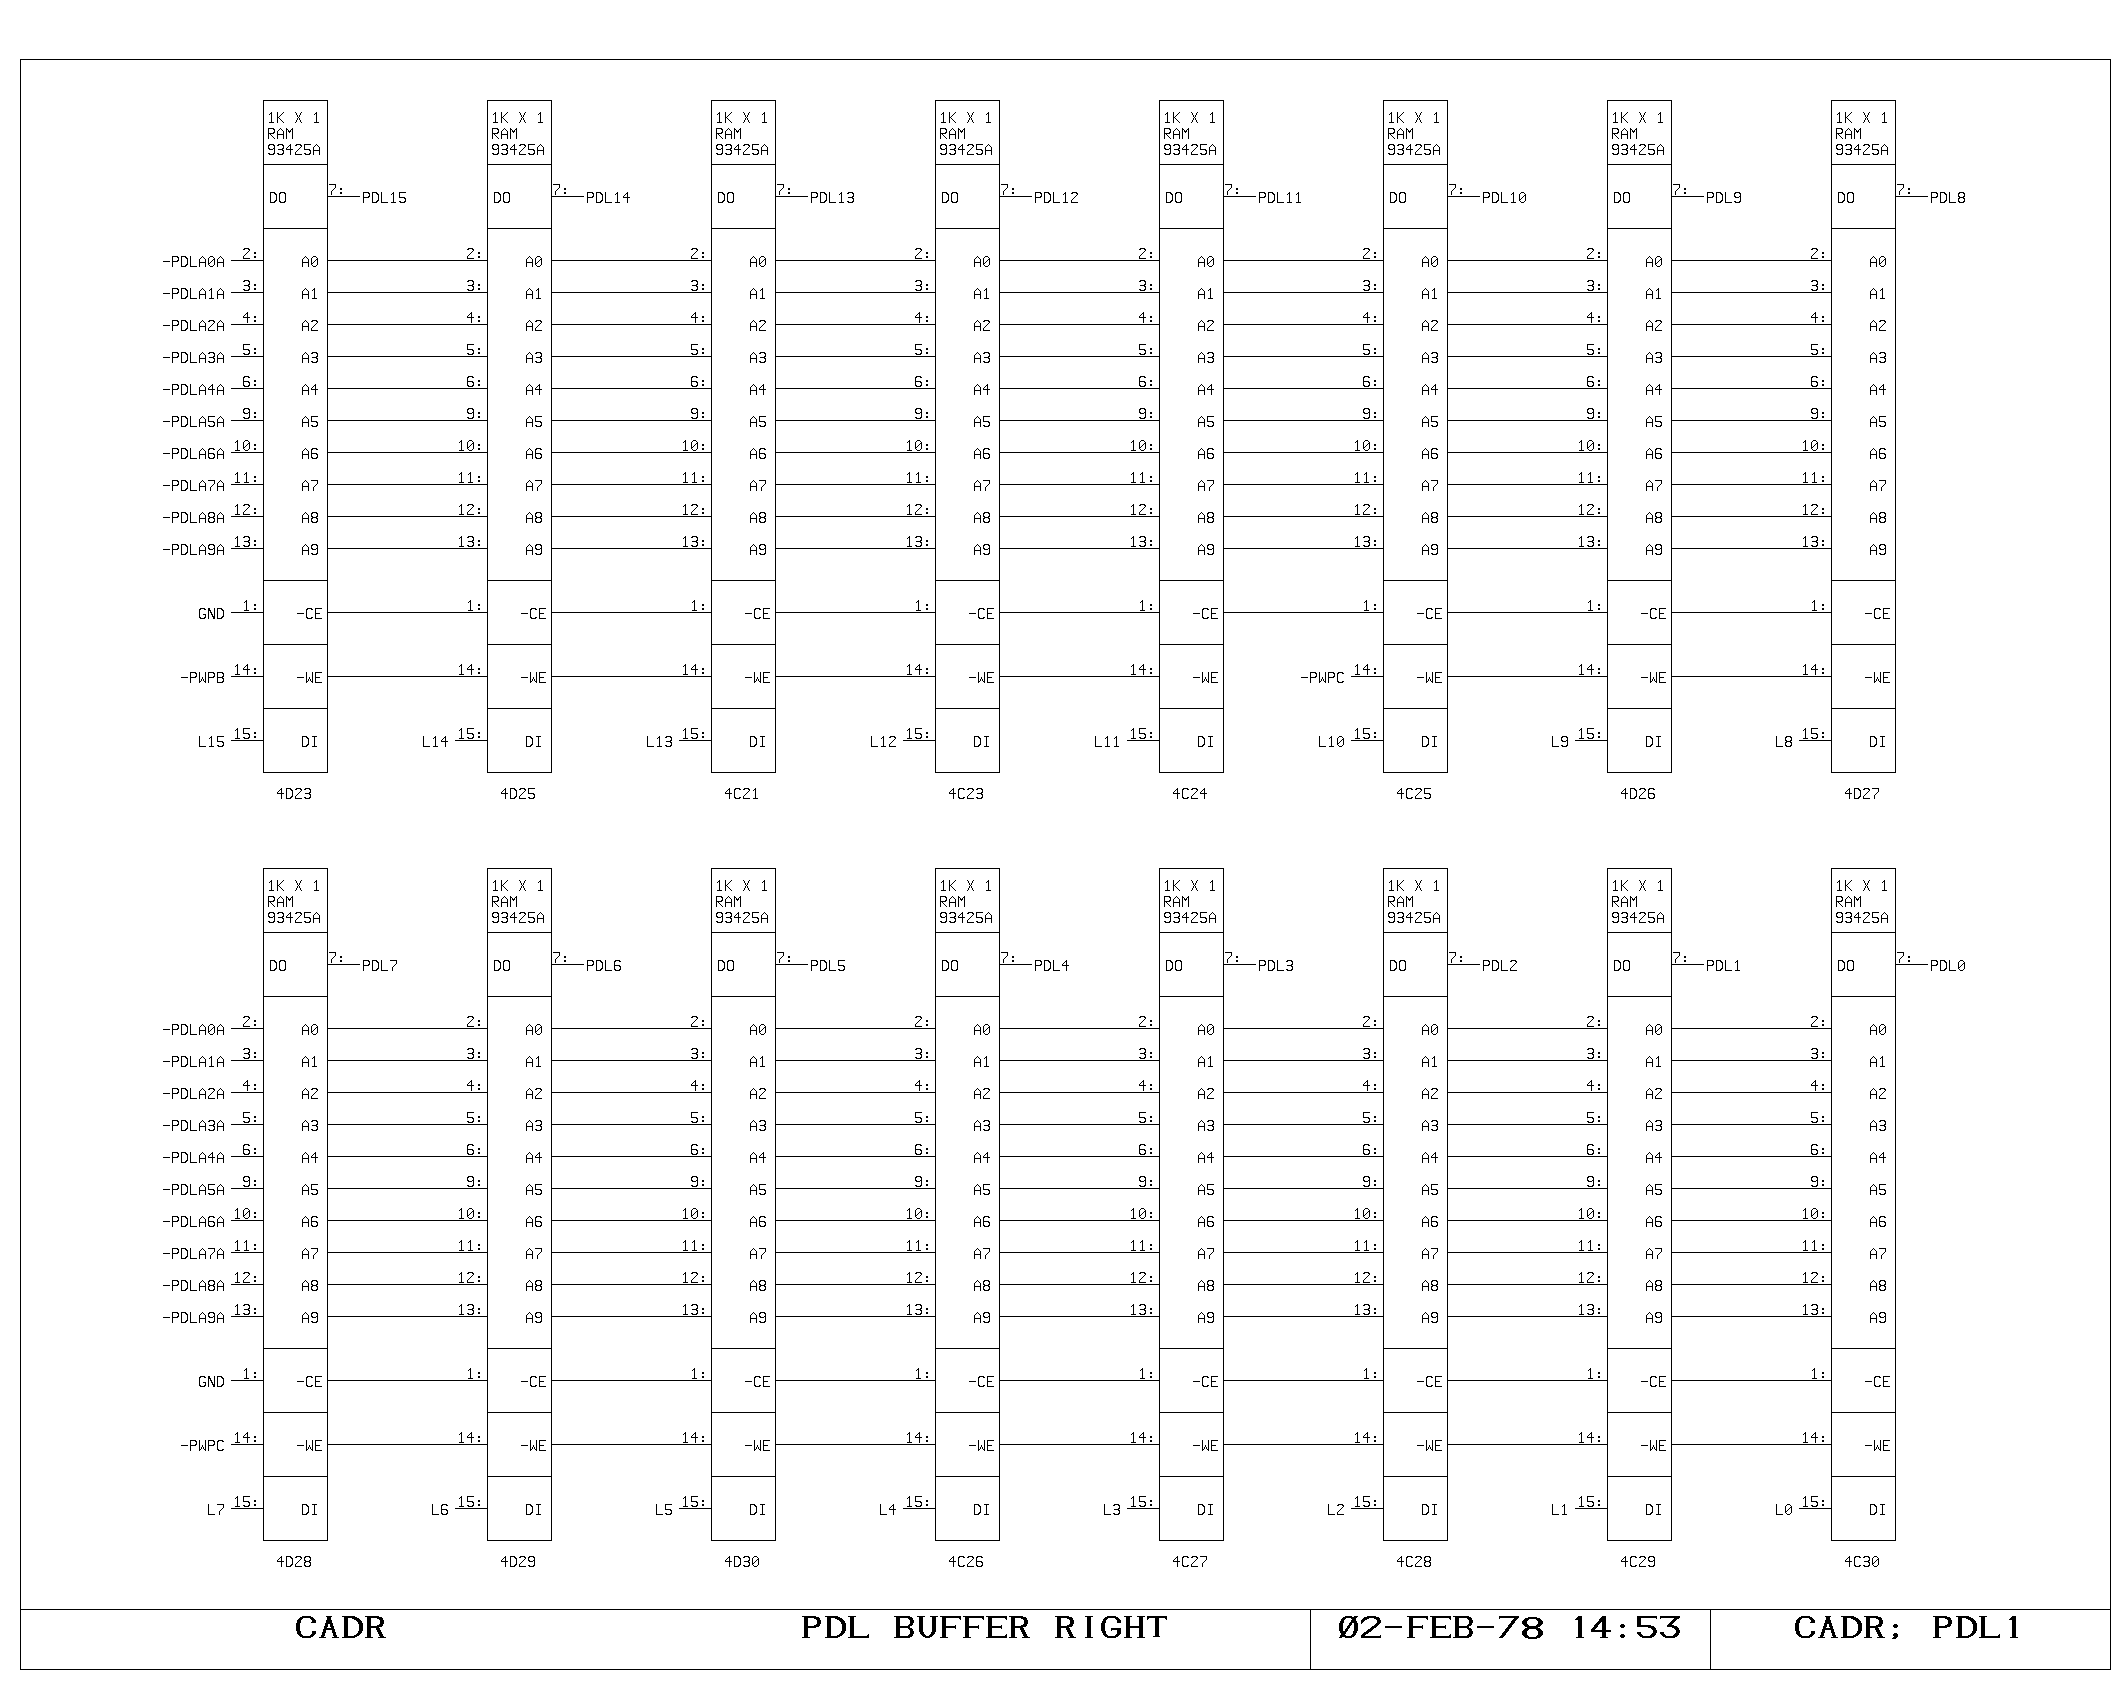 1K X 1 1K X 1 1K X 1 1K X 1 1K X 1 1K X 1 1K X 1 1K X 1
RAM RAM RAM RAM RAM RAM RAM RAM
93425A 93425A 93425A 93425A 93425A 93425A 93425A 93425A
DO 7: PDL15 DO 7: PDL14 DO 7: PDL13 DO 7: PDL12 DO 7: PDL11 DO 7: PDL10 DO 7: PDL9 DO 7: PDL8
-PDLA0A 2: A0 2: A0 2: A0 2: A0 2: A0 2: A0 2: A0 2: A0
-PDLA1A 3: A1 3: A1 3: A1 3: A1 3: A1 3: A1 3: A1 3: A1
-PDLA2A 4: A2 4: A2 4: A2 4: A2 4: A2 4: A2 4: A2 4: A2
-PDLA3A 5: A3 5: A3 5: A3 5: A3 5: A3 5: A3 5: A3 5: A3
-PDLA4A 6: A4 6: A4 6: A4 6: A4 6: A4 6: A4 6: A4 6: A4
-PDLA5A 9: A5 9: A5 9: A5 9: A5 9: A5 9: A5 9: A5 9: A5
-PDLA6A 10: A6 10: A6 10: A6 10: A6 10: A6 10: A6 10: A6 10: A6
-PDLA7A 11: A7 11: A7 11: A7 11: A7 11: A7 11: A7 11: A7 11: A7
-PDLA8A 12: A8 12: A8 12: A8 12: A8 12: A8 12: A8 12: A8 12: A8
-PDLA9A 13: A9 13: A9 13: A9 13: A9 13: A9 13: A9 13: A9 13: A9
GND 1: -CE 1: -CE 1: -CE 1: -CE 1: -CE 1: -CE 1: -CE 1: -CE
-PWPB 14: -WE 14: -WE 14: -WE 14: -WE 14: -WE -PWPC 14: -WE 14: -WE 14: -WE
L15 15: DI L14 15: DI L13 15: DI L12 15: DI L11 15: DI L10 15: DI L9 15: DI L8 15: DI
4D23 4D25 4C21 4C23 4C24 4C25 4D26 4D27
1K X 1 1K X 1 1K X 1 1K X 1 1K X 1 1K X 1 1K X 1 1K X 1
RAM RAM RAM RAM RAM RAM RAM RAM
93425A 93425A 93425A 93425A 93425A 93425A 93425A 93425A
DO 7: PDL7 DO 7: PDL6 DO 7: PDL5 DO 7: PDL4 DO 7: PDL3 DO 7: PDL2 DO 7: PDL1 DO 7: PDL0
-PDLA0A 2: A0 2: A0 2: A0 2: A0 2: A0 2: A0 2: A0 2: A0
-PDLA1A 3: A1 3: A1 3: A1 3: A1 3: A1 3: A1 3: A1 3: A1
-PDLA2A 4: A2 4: A2 4: A2 4: A2 4: A2 4: A2 4: A2 4: A2
-PDLA3A 5: A3 5: A3 5: A3 5: A3 5: A3 5: A3 5: A3 5: A3
-PDLA4A 6: A4 6: A4 6: A4 6: A4 6: A4 6: A4 6: A4 6: A4
-PDLA5A 9: A5 9: A5 9: A5 9: A5 9: A5 9: A5 9: A5 9: A5
-PDLA6A 10: A6 10: A6 10: A6 10: A6 10: A6 10: A6 10: A6 10: A6
-PDLA7A 11: A7 11: A7 11: A7 11: A7 11: A7 11: A7 11: A7 11: A7
-PDLA8A 12: A8 12: A8 12: A8 12: A8 12: A8 12: A8 12: A8 12: A8
-PDLA9A 13: A9 13: A9 13: A9 13: A9 13: A9 13: A9 13: A9 13: A9
GND 1: -CE 1: -CE 1: -CE 1: -CE 1: -CE 1: -CE 1: -CE 1: -CE
-PWPC 14: -WE 14: -WE 14: -WE 14: -WE 14: -WE 14: -WE 14: -WE 14: -WE
L7 15: DI L6 15: DI L5 15: DI L4 15: DI L3 15: DI L2 15: DI L1 15: DI L0 15: DI
4D28 4D29 4D30 4C26 4C27 4C28 4C29 4C30
CADR PDL BUFFER RIGHT 02-FEB-78 14:53 CADR; PDL1